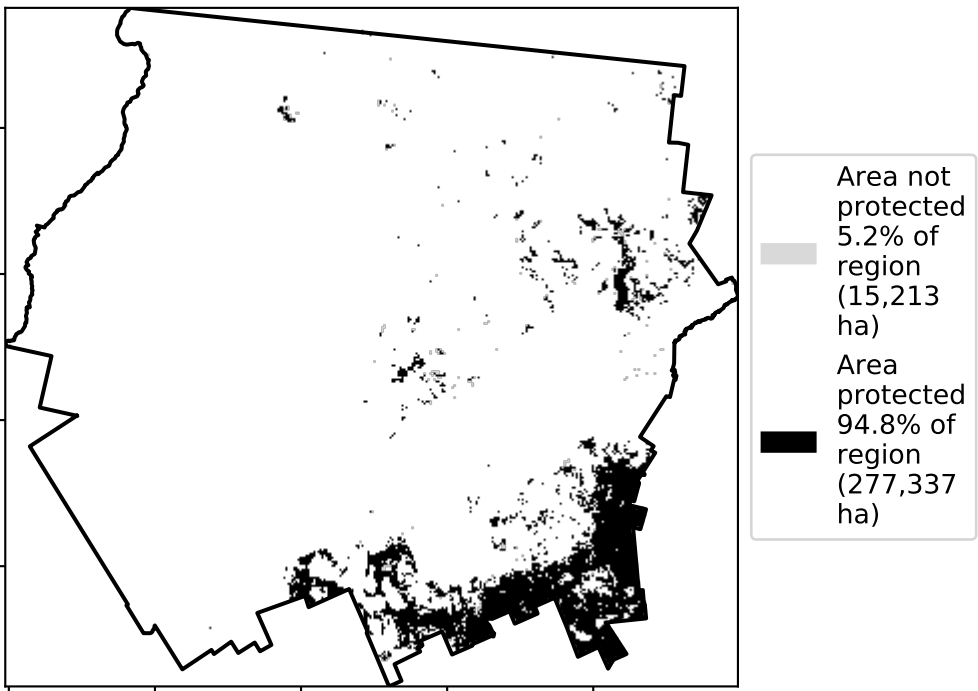 Area not
protected
5.2% of
region
(15,213
ha)
Area
protected
94.8% of
region
(277,337
ha)